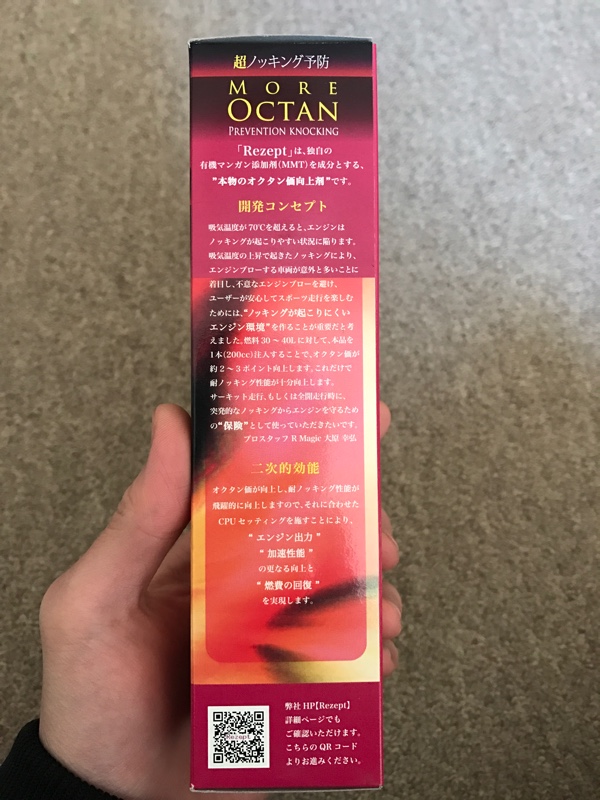 超ノッキング予防
MORE
OCTAN
PREVENTION KNOCKING
「Rezept」は、独自の
有機マンガン添加剤(MMT)を成分とする、
"本物のオクタン価向上剤"です。
開発コンセプト
吸気温度が70℃を超えると、エンジンは
ノッキングが起こりやすい状況に陥ります。
吸気温度の上昇で起きたノッキングにより、
エンジンブローする車両が意外と多いことに
着目し、不意なエンジンブローを避け、
ユーザーが安心してスポーツ走行を楽しむ
ためには、"ノッキングが起こりにくい
エンジン環境"を作ることが重要だと考
えました。燃料30～40Lに対して、本品を
1本(200cc)注入することで、オクタン価が
約2～3ポイント向上します。これだけで
耐ノッキング性能が十分向上します。
サーキット走行、もしくは全開走行時に、
突発的なノッキングからエンジンを守るため
の"保険"として使っていただきたいです。
プロスタッフ R Magic 大原 幸弘
二次的効能
オクタン価が向上し、耐ノッキング性能が
飛躍的に向上しますので、それに合わせた
CPUセッティングを施すことにより、
"エンジン出力"
"加速性能"
の更なる向上と
"燃費の回復"
を実現します。
Rezept
弊社HP【Rezept】
詳細ページでも
ご確認いただけます。
こちらのQRコード
よりお進みください。